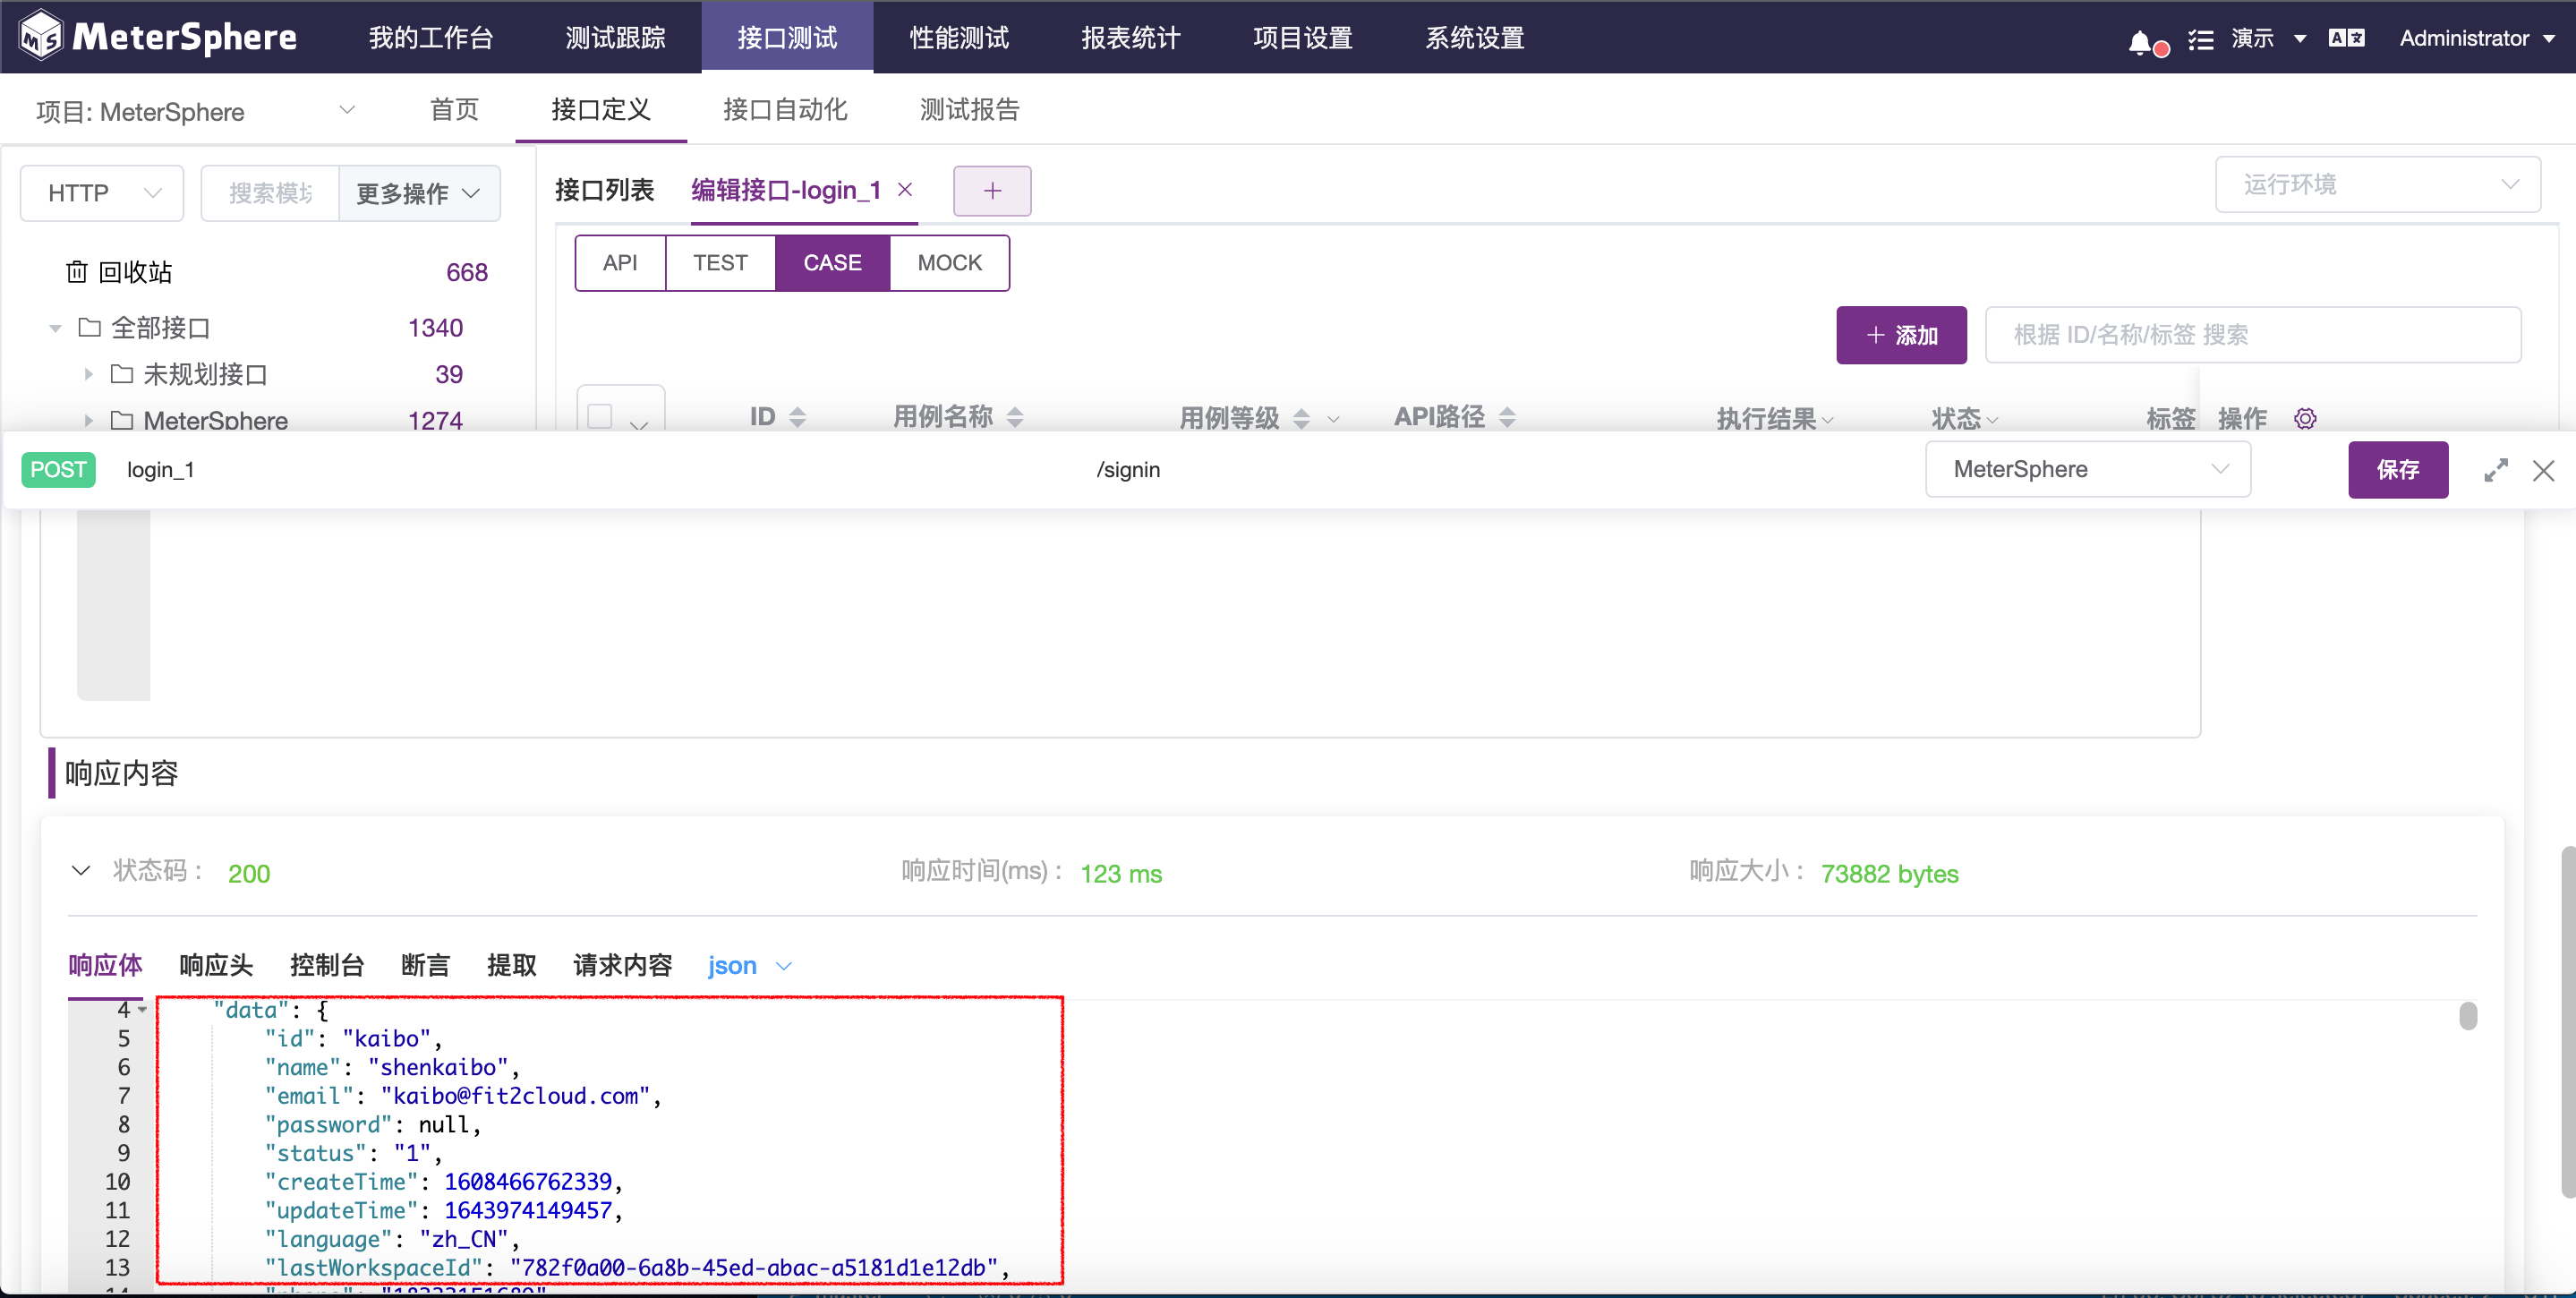 MeterSphere 我的工作台 测试跟踪 接口测试 性能测试 报表统计 项目设置 系统设置 演示 Administrator
项目: MeterSphere 首页 接口定义 接口自动化 测试报告
HTTP 搜索模块 更多操作 接口列表 编辑接口-login_1 运行环境
API TEST CASE MOCK
回收站 668
全部接口 1340
添加 根据 ID/名称/标签 搜索
未规划接口 39
MeterSphere 1274
ID 用例名称 用例等级 API路径 执行结果 状态 标签 操作
POST login_1 /signin MeterSphere 保存
响应内容
状态码 : 200 响应时间(ms) : 123 ms 响应大小 : 73882 bytes
响应体 响应头 控制台 断言 提取 请求内容 json
4 "data": {
5 "id": "kaibo",
6 "name": "shenkaibo",
7 "email": "kaibo@fit2cloud.com",
8 "password": null,
9 "status": "1",
10 "createTime": 1608466762339,
11 "updateTime": 1643974149457,
12 "language": "zh_CN",
13 "lastWorkspaceId": "782f0a00-6a8b-45ed-abac-a5181d1e12db",